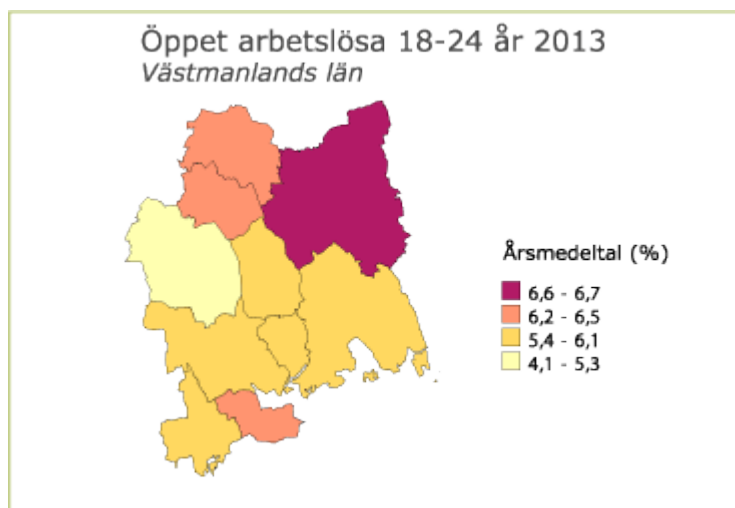 Öppet arbetslösa 18-24 år 2013
Västmanlands län
Årsmedeltal (%)
6,6 - 6,7
6,2 - 6,5
5,4 - 6,1
4,1 - 5,3